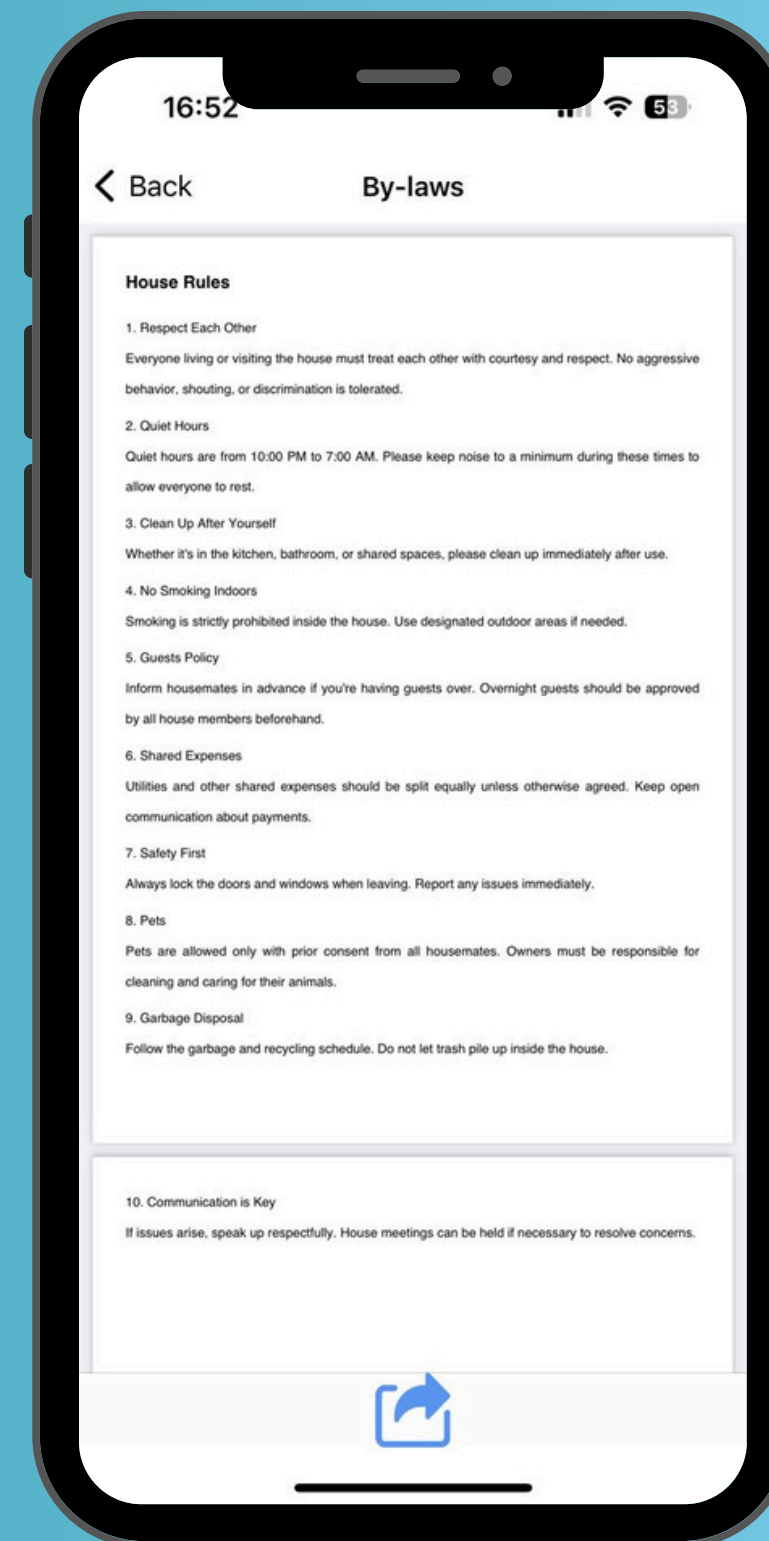 16:52
53
Back
By-laws
House Rules
1. Respect Each Other
Everyone living or visiting the house must treat each other with courtesy and respect. No aggressive
behavior, shouting, or discrimination is tolerated.
2. Quiet Hours
Quiet hours are from 10:00 PM to 7:00 AM. Please keep noise to a minimum during these times to
allow everyone to rest.
3. Clean Up After Yourself
Whether it's in the kitchen, bathroom, or shared spaces, please clean up immediately after use.
4. No Smoking Indoors
Smoking is strictly prohibited inside the house. Use designated outdoor areas if needed.
5. Guests Policy
Inform housemates in advance if you're having guests over. Overnight guests should be approved
by all house members beforehand.
6. Shared Expenses
Utilities and other shared expenses should be split equally unless otherwise agreed. Keep open
communication about payments.
7. Safety First
Always lock the doors and windows when leaving. Report any issues immediately.
8. Pets
Pets are allowed only with prior consent from all housemates. Owners must be responsible for
cleaning and caring for their animals.
9. Garbage Disposal
Follow the garbage and recycling schedule. Do not let trash pile up inside the house.
10. Communication is Key
If issues arise, speak up respectfully. House meetings can be held if necessary to resolve concerns.